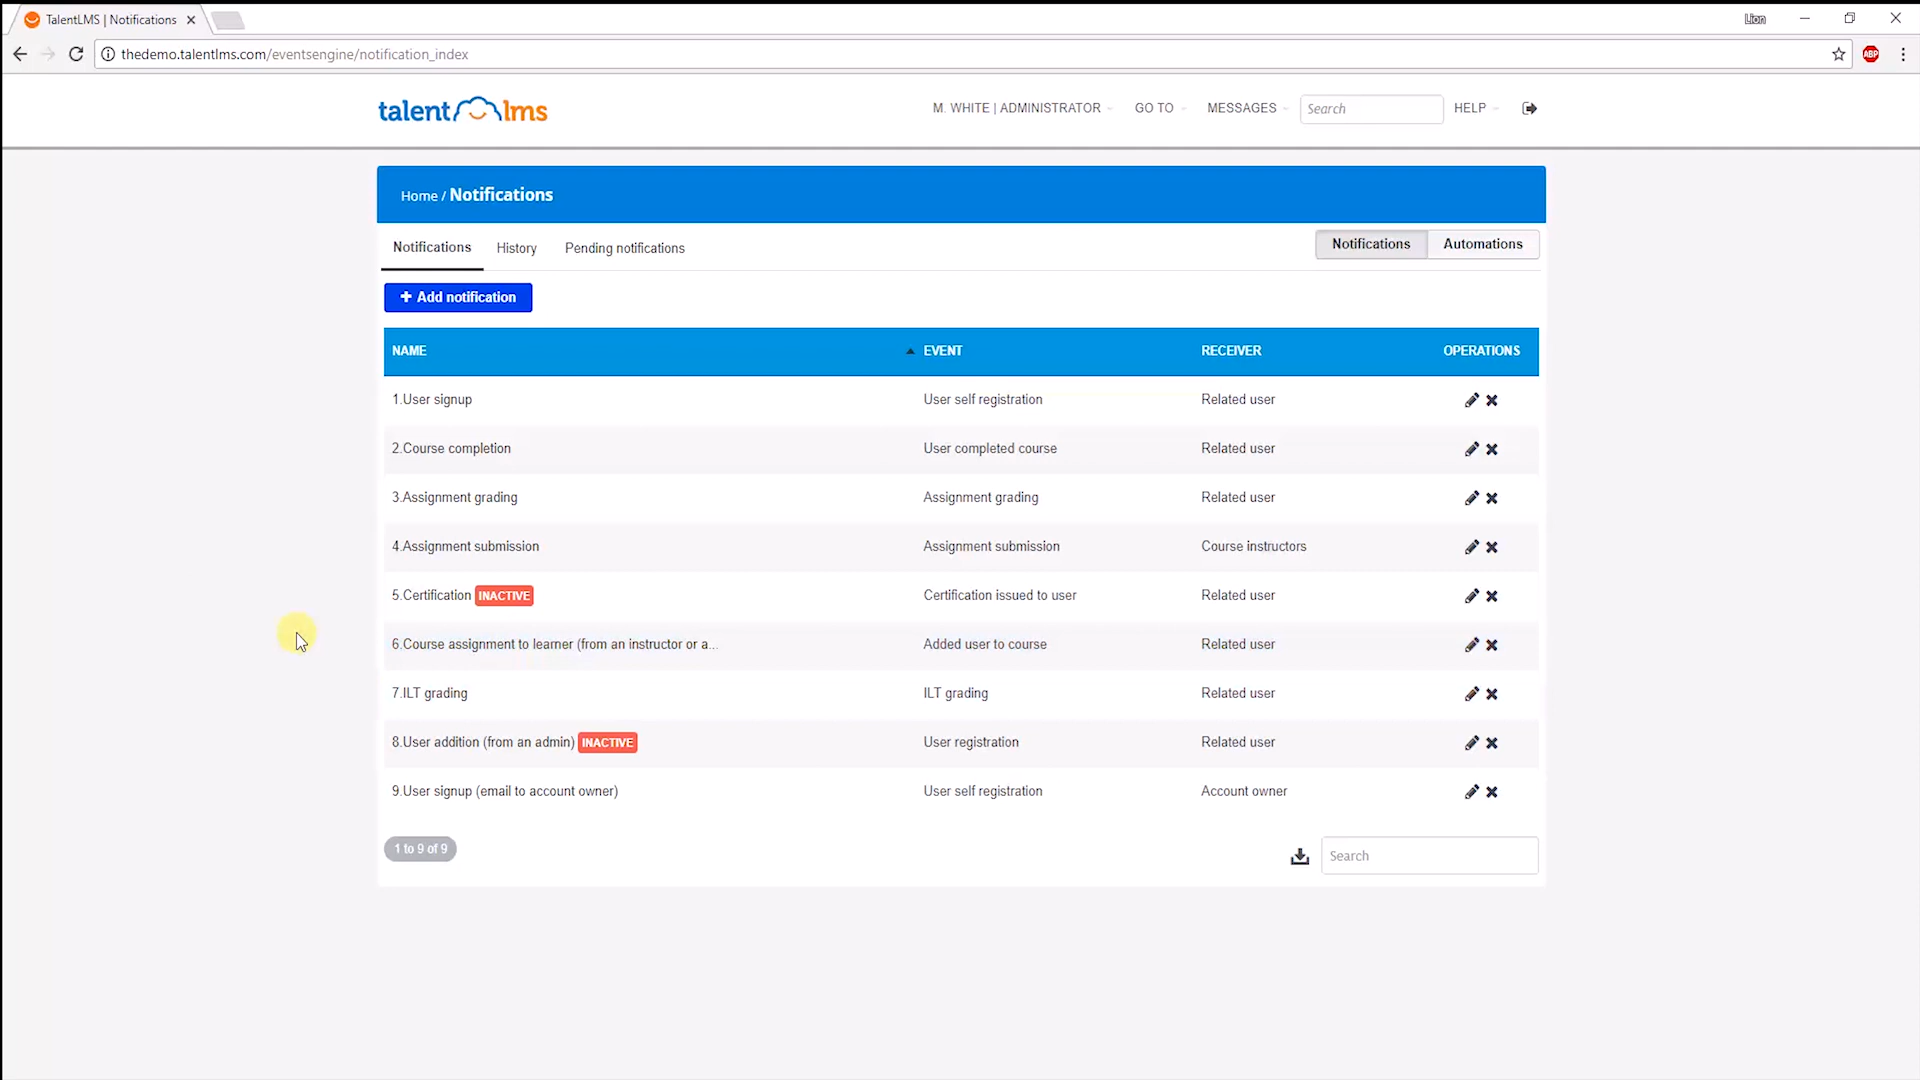 TalentLMS | Notifications
Lion
thedemo.talentlms.com/eventsengine/notification_index
ABP
talent lms
M. WHITE | ADMINISTRATOR GO TO MESSAGES Search HELP
Home / Notifications
Notifications History Pending notifications Notifications Automations
+ Add notification
NAME EVENT RECEIVER OPERATIONS
1.User signup User self registration Related user
2.Course completion User completed course Related user
3.Assignment grading Assignment grading Related user
4.Assignment submission Assignment submission Course instructors
5.Certification INACTIVE Certification issued to user Related user
6.Course assignment to learner (from an instructor or a... Added user to course Related user
7.ILT grading ILT grading Related user
8.User addition (from an admin) INACTIVE User registration Related user
9.User signup (email to account owner) User self registration Account owner
1 to 9 of 9 Search